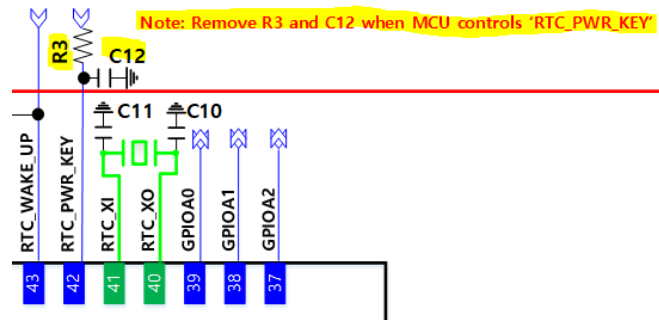 Note: Remove R3 and C12 when MCU controls ‘RTC_PWR_KEY’
R3
C12
C11
C10
RTC_WAKE_UP
RTC_PWR_KEY
RTC_XI
RTC_XO
GPIOA0
GPIOA1
GPIOA2
43
42
41
40
39
38
37